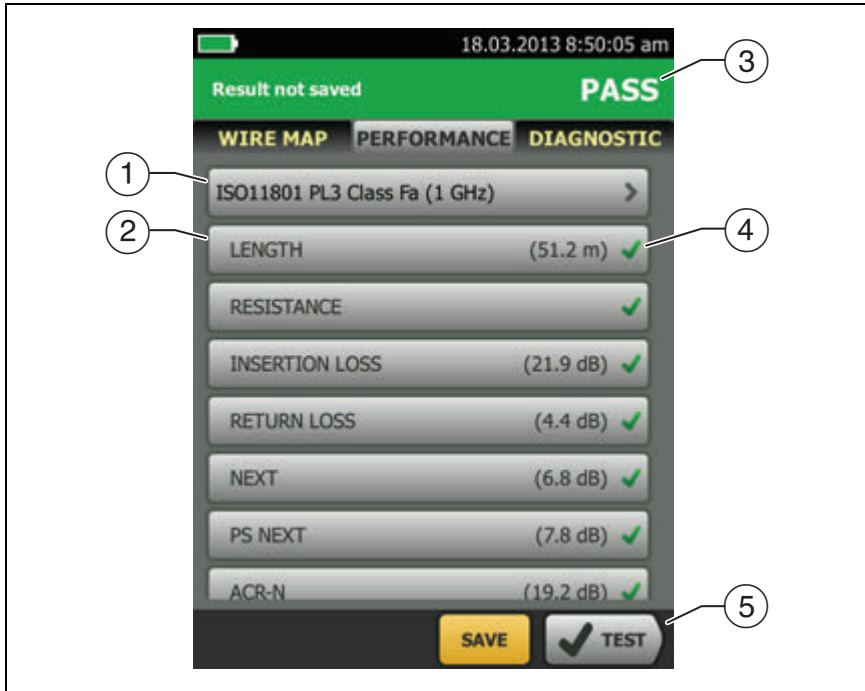 18.03.2013 8:50:05 am
Result not saved PASS
3
WIRE MAP PERFORMANCE DIAGNOSTIC
1
ISO11801 PL3 Class Fa (1 GHz)
2
LENGTH (51.2 m)
4
RESISTANCE
INSERTION LOSS (21.9 dB)
RETURN LOSS (4.4 dB)
NEXT (6.8 dB)
PS NEXT (7.8 dB)
ACR-N (19.2 dB)
SAVE TEST
5